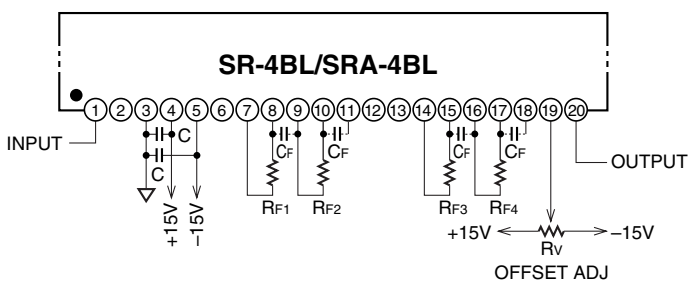 SR-4BL/SRA-4BL
1 2 3 4 5 6 7 8 9 10 11 12 13 14 15 16 17 18 19 20
INPUT
C
C
CF
CF
CF
CF
OUTPUT
+15V
–15V
RF1
RF2
RF3
RF4
+15V
RV
–15V
OFFSET ADJ